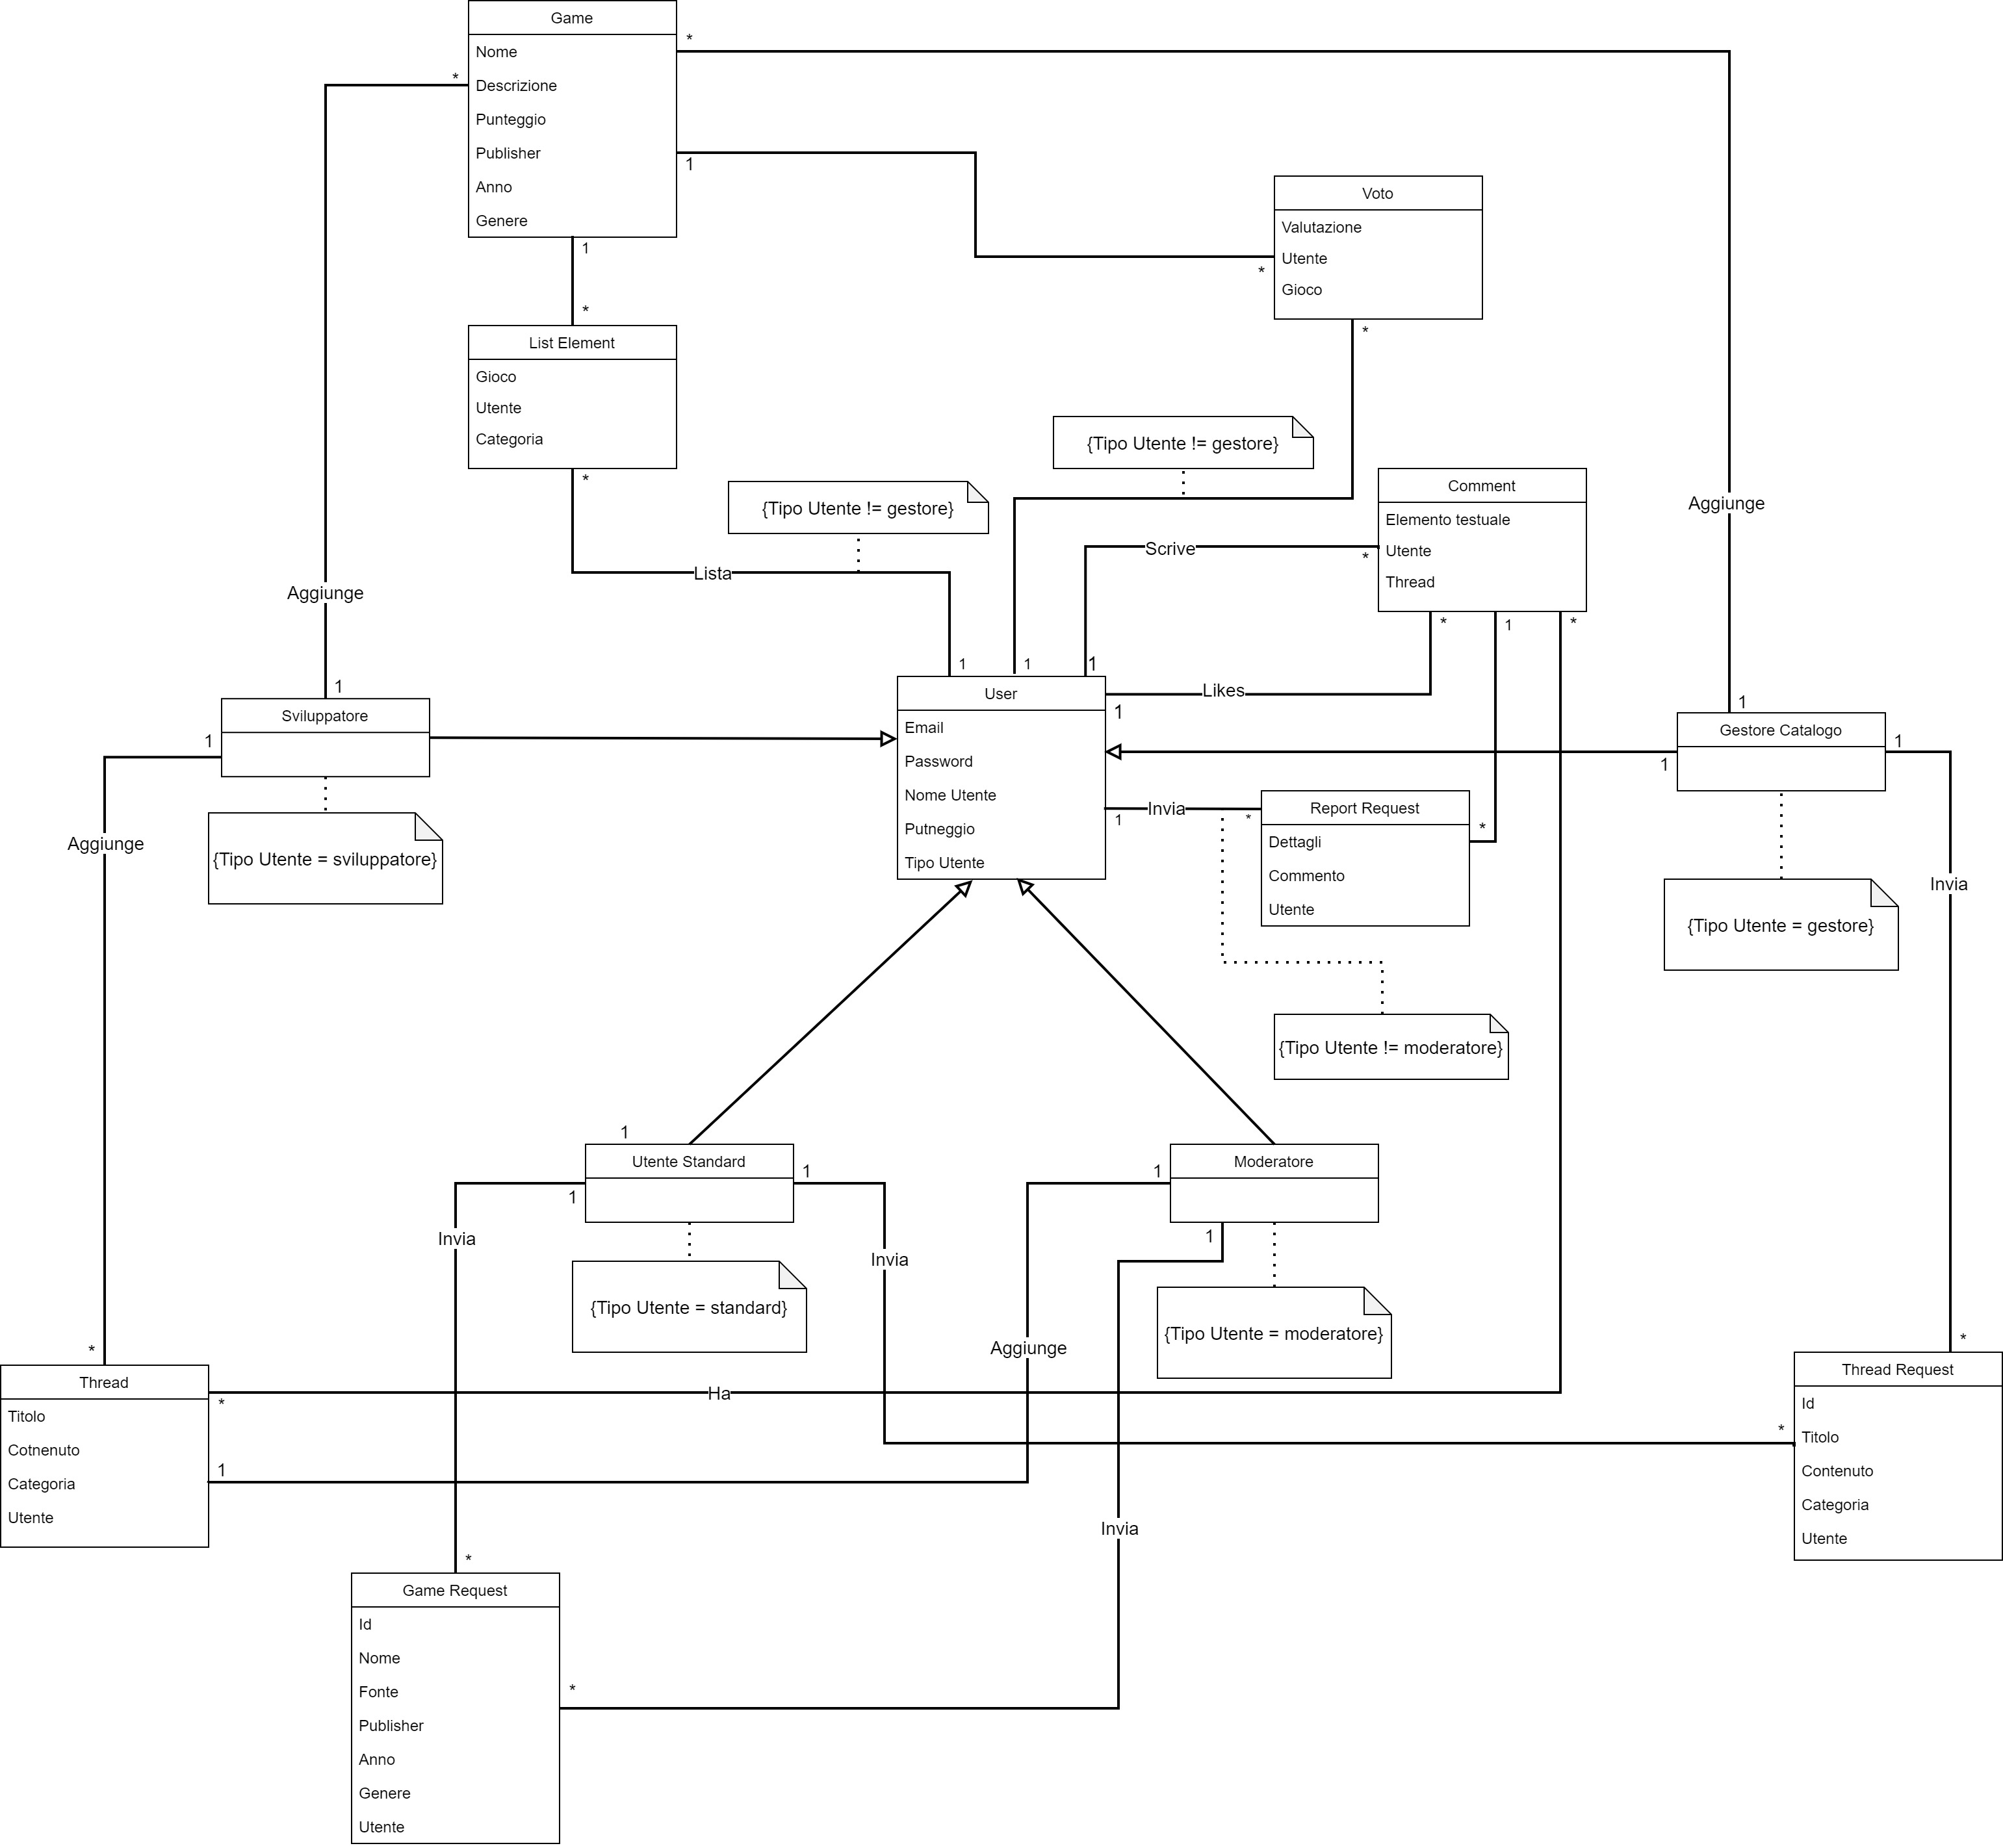 Game
Nome
Descrizione
Punteggio
Publisher
Anno
Genere
*
*
1
1
*
Voto
Valutazione
Utente
Gioco
*
*
List Element
Gioco
Utente
Categoria
*
{Tipo Utente != gestore}
{Tipo Utente != gestore}
Lista
Scrive
*
Comment
Elemento testuale
Utente
Thread
*
1
*
Aggiunge
Aggiunge
1
1
1
1
User
Email
Password
Nome Utente
Putneggio
Tipo Utente
Likes
1
1
Sviluppatore
1
{Tipo Utente = sviluppatore}
Aggiunge
1
Gestore Catalogo
1
1
{Tipo Utente = gestore}
Invia
Invia
1
*
Report Request
Dettagli
Commento
Utente
*
{Tipo Utente != moderatore}
1
Utente Standard
1
1
{Tipo Utente = standard}
Invia
Invia
Moderatore
1
1
{Tipo Utente = moderatore}
Aggiunge
Invia
*
Thread
Titolo
Cotnenuto
Categoria
Utente
*
Ha
1
*
*
Thread Request
Id
Titolo
Contenuto
Categoria
Utente
*
Game Request
Id
Nome
Fonte
Publisher
Anno
Genere
Utente
*